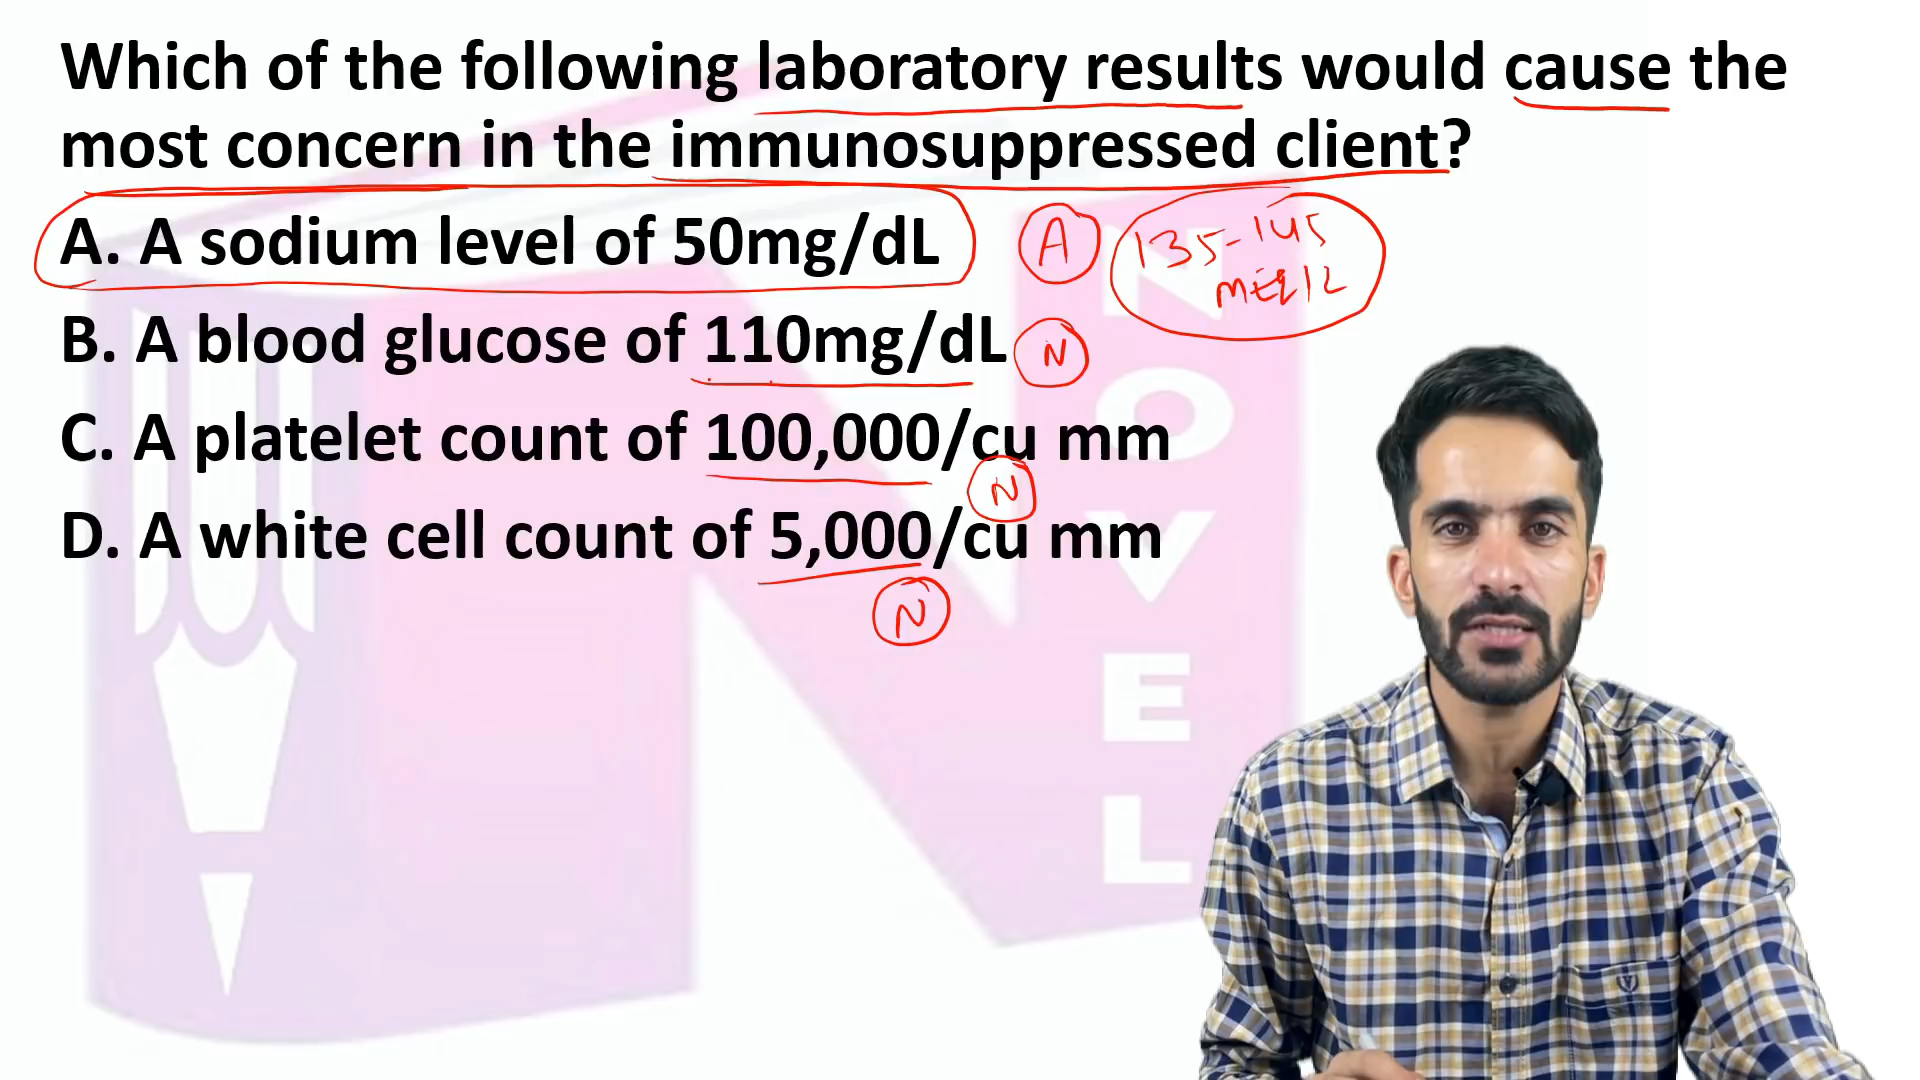 Which of the following laboratory results would cause the
most concern in the immunosuppressed client?
A. A sodium level of 50mg/dL
A
135-145
mEq/L
B. A blood glucose of 110mg/dL
N
C. A platelet count of 100,000/cu mm
N
D. A white cell count of 5,000/cu mm
N
NOVEL